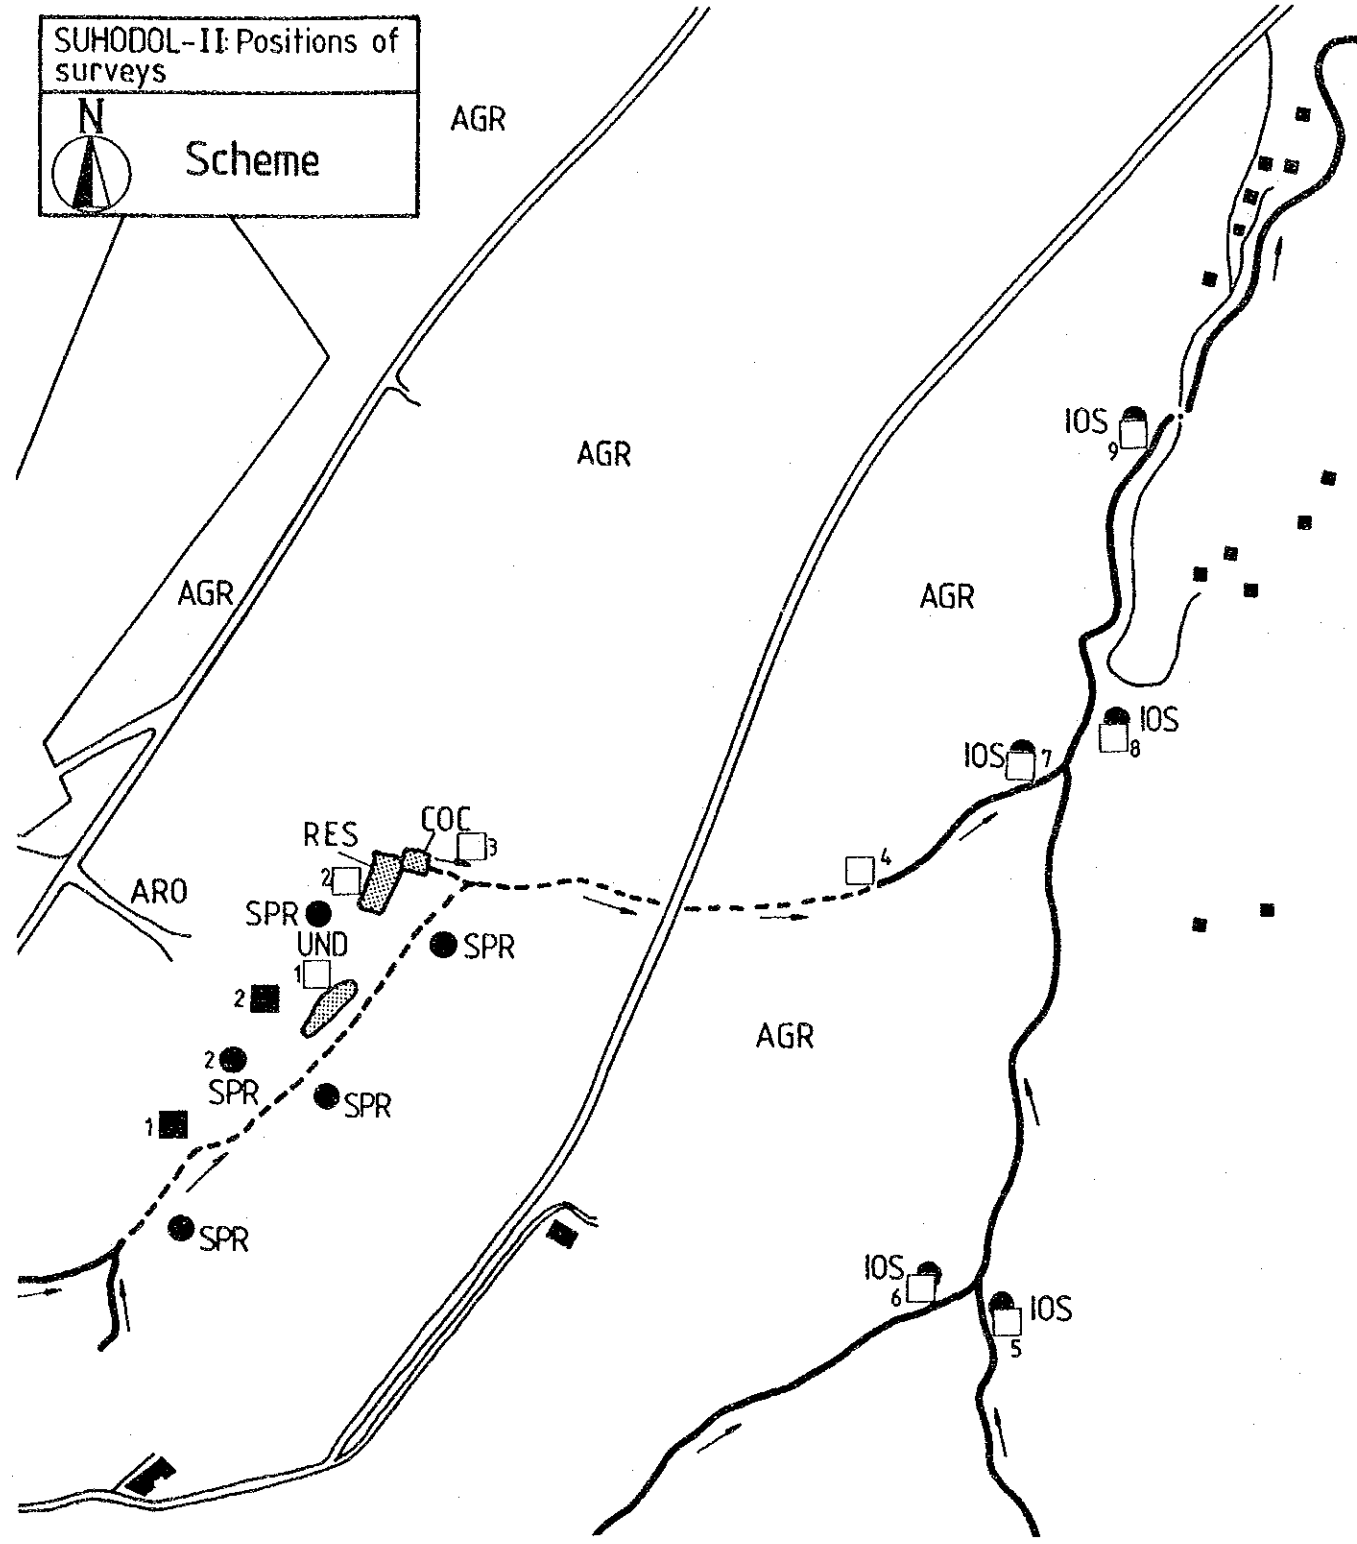 SUHODOL-II: Positions of
surveys
N
Scheme
AGR
AGR
IOS
9
AGR
AGR
IOS
8
IOS
7
COC
3
RES
2
4
ARO
SPR
UND
SPR
1
2
AGR
2
SPR
SPR
1
SPR
IOS
6
IOS
5